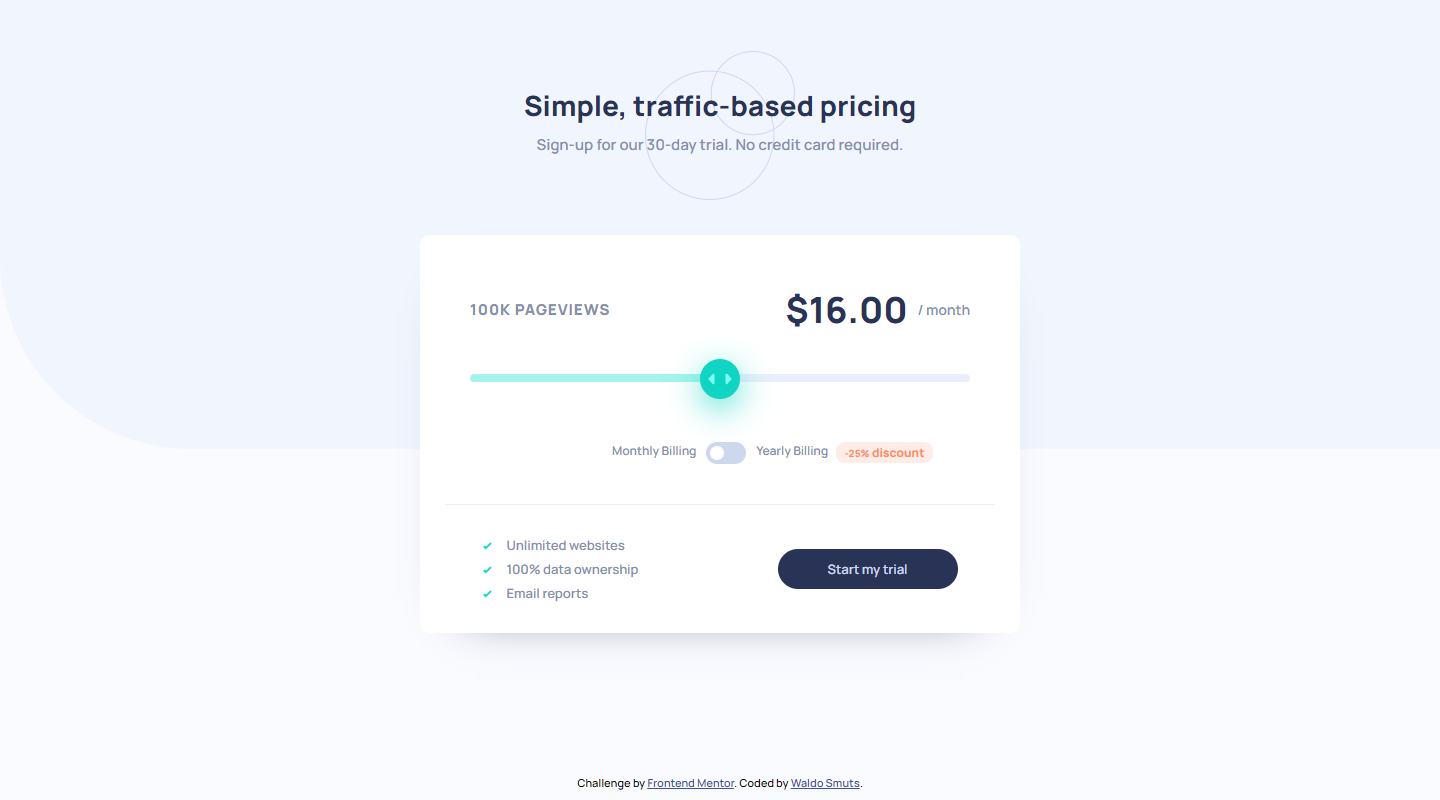 Simple, traffic-based pricing
Sign-up for our 30-day trial. No credit card required.
100K PAGEVIEWS
$16.00 / month
Monthly Billing Yearly Billing -25% discount
Unlimited websites
100% data ownership
Email reports
Start my trial
Challenge by Frontend Mentor. Coded by Waldo Smuts.